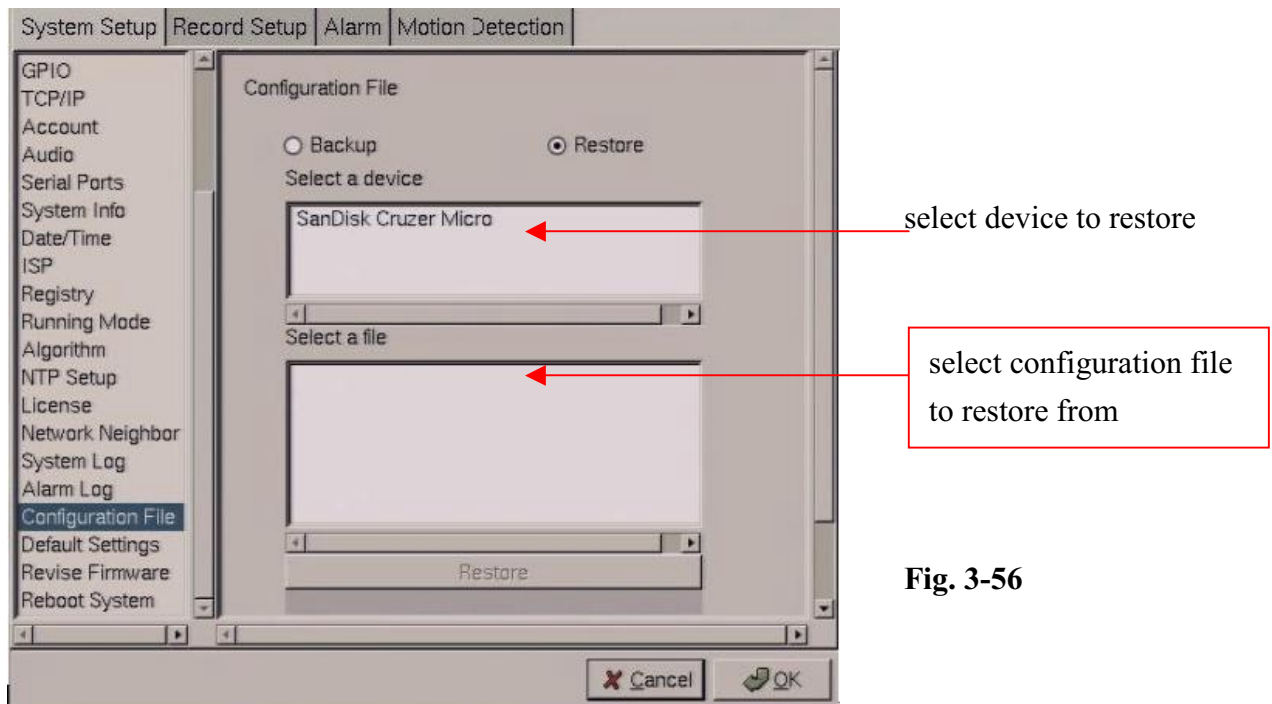 System Setup Record Setup Alarm Motion Detection
GPIO
TCP/IP
Account
Audio
Serial Ports
System Info
Date/Time
ISP
Registry
Running Mode
Algorithm
NTP Setup
License
Network Neighbor
System Log
Alarm Log
Configuration File
Default Settings
Revise Firmware
Reboot System
Configuration File
Backup Restore
Select a device
SanDisk Cruzer Micro
Select a file
Restore
Cancel OK
select device to restore
select configuration file
to restore from
Fig. 3-56